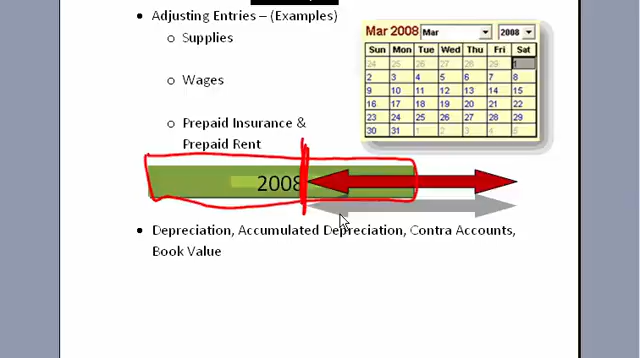 Adjusting Entries – (Examples)
Supplies
Wages
Prepaid Insurance &
Prepaid Rent
Mar 2008 Mar 2008
Sun Mon Tue Wed Thu Fri Sat
24 25 26 27 28 29 1
2 3 4 5 6 7 8
9 10 11 12 13 14 15
16 17 18 19 20 21 22
23 24 25 26 27 28 29
30 31 1 2 3 4 5
2008
Depreciation, Accumulated Depreciation, Contra Accounts,
Book Value